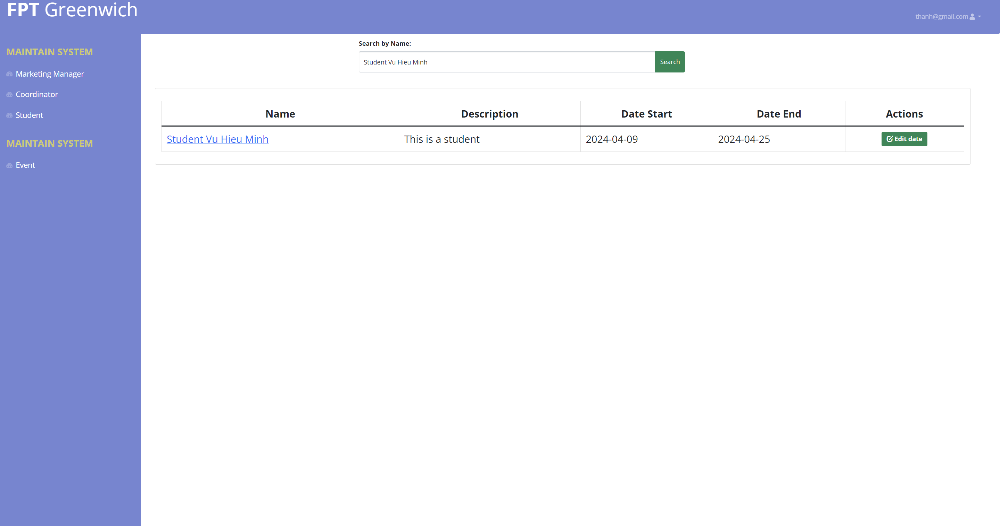 FPT Greenwich
thanh@gmail.com
MAINTAIN SYSTEM
Marketing Manager
Coordinator
Student
MAINTAIN SYSTEM
Event
Search by Name:
Student Vu Hieu Minh
Search
Name Description Date Start Date End Actions
Student Vu Hieu Minh This is a student 2024-04-09 2024-04-25 Edit date